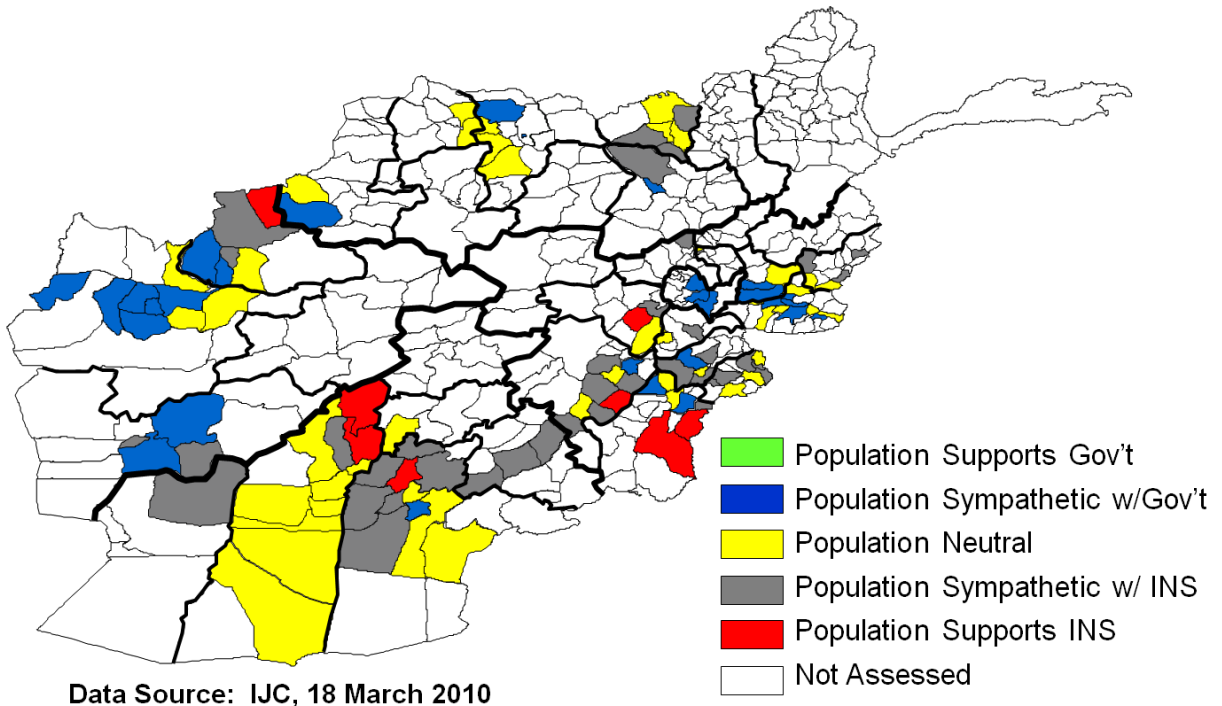 Population Supports Gov't
Population Sympathetic w/Gov't
Population Neutral
Population Sympathetic w/ INS
Population Supports INS
Not Assessed
Data Source: IJC, 18 March 2010